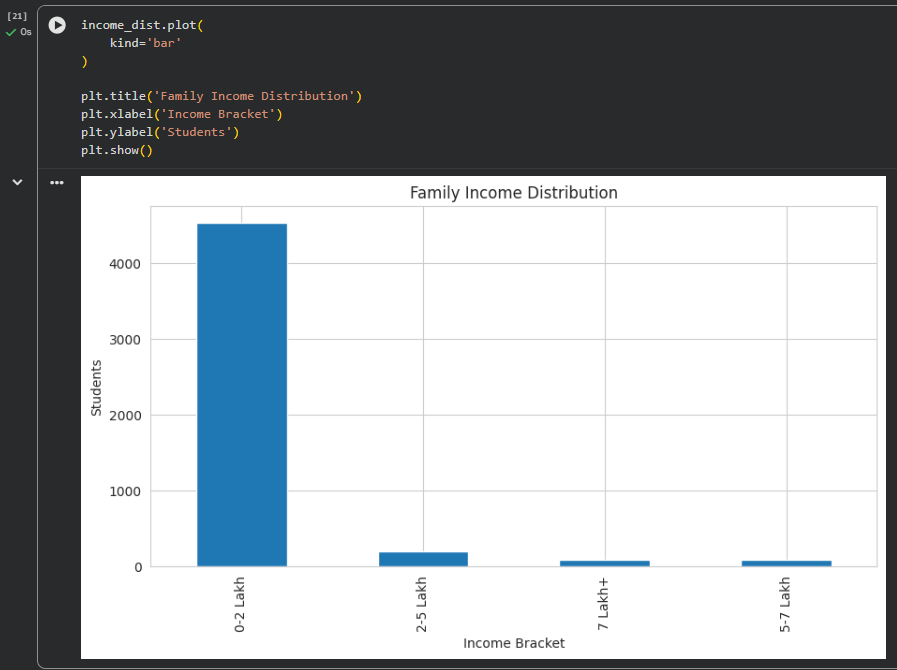 [21]
0s
income_dist.plot(
    kind='bar'
)
plt.title('Family Income Distribution')
plt.xlabel('Income Bracket')
plt.ylabel('Students')
plt.show()
Family Income Distribution
Students
4000
3000
2000
1000
0
0-2 Lakh
2-5 Lakh
7 Lakh+
5-7 Lakh
Income Bracket